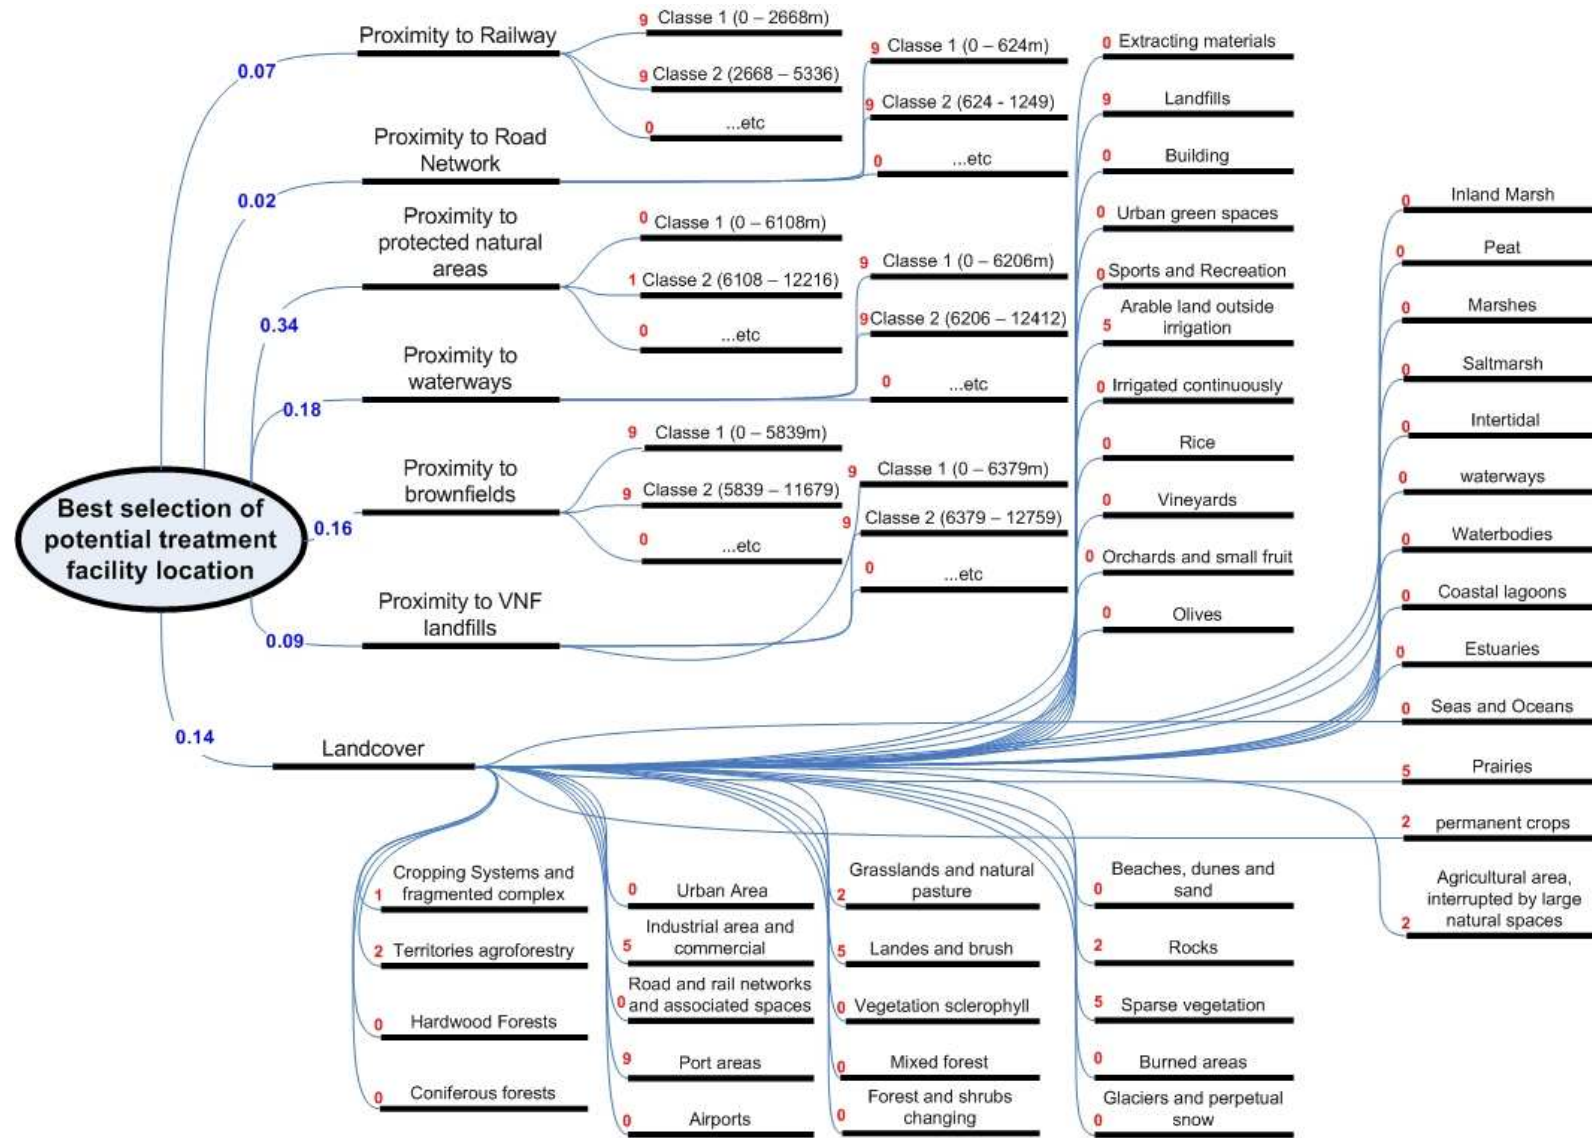 Best selection of
potential treatment
facility location
0.07
Proximity to Railway
9 Classe 1 (0 – 2668m)
9 Classe 2 (2668 – 5336)
0 ...etc
0.02
Proximity to Road
Network
9 Classe 1 (0 – 624m)
9 Classe 2 (624 - 1249)
0 ...etc
0.34
Proximity to
protected natural
areas
0 Classe 1 (0 – 6108m)
1 Classe 2 (6108 – 12216)
0 ...etc
0.18
Proximity to
waterways
9 Classe 1 (0 – 6206m)
9 Classe 2 (6206 – 12412)
0 ...etc
0.16
Proximity to
brownfields
9 Classe 1 (0 – 5839m)
9 Classe 2 (5839 – 11679)
0 ...etc
0.09
Proximity to VNF
landfills
9 Classe 1 (0 – 6379m)
9 Classe 2 (6379 – 12759)
0 ...etc
0.14
Landcover
0 Extracting materials
9 Landfills
0 Building
0 Urban green spaces
0 Sports and Recreation
Arable land outside
5 irrigation
0 Irrigated continuously
0 Rice
0 Vineyards
0 Orchards and small fruit
0 Olives
0 Inland Marsh
0 Peat
0 Marshes
0 Saltmarsh
0 Intertidal
0 waterways
0 Waterbodies
0 Coastal lagoons
0 Estuaries
0 Seas and Oceans
5 Prairies
2 permanent crops
Agricultural area,
interrupted by large
2 natural spaces
Cropping Systems and
1 fragmented complex
2 Territories agroforestry
0 Hardwood Forests
0 Coniferous forests
0 Urban Area
Industrial area and
5 commercial
Road and rail networks
0 and associated spaces
9 Port areas
0 Airports
Grasslands and natural
2 pasture
5 Landes and brush
0 Vegetation sclerophyll
0 Mixed forest
Forest and shrubs
0 changing
Beaches, dunes and
0 sand
2 Rocks
5 Sparse vegetation
0 Burned areas
Glaciers and perpetual
0 snow